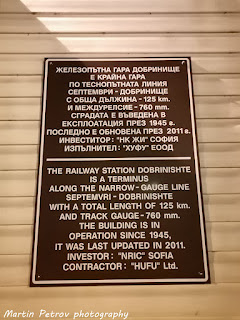 ЖЕЛЕЗОПЪТНА ГАРА ДОБРИНИЩЕ
Е КРАЙНА ГАРА
ПО ТЕСНОПЪТНАТА ЛИНИЯ
СЕПТЕМВРИ - ДОБРИНИЩЕ
С ОБЩА ДЪЛЖИНА - 125 km.
И МЕЖДУРЕЛСИЕ - 760 mm.
СГРАДАТА Е ВЪВЕДЕНА В
ЕКСПЛОАТАЦИЯ ПРЕЗ 1945 г.
ПОСЛЕДНО Е ОБНОВЕНА ПРЕЗ 2011 г.
ИНВЕСТИТОР: "НК ЖИ" СОФИЯ
ИЗПЪЛНИТЕЛ: "ХУФУ" ЕООД
THE RAILWAY STATION DOBRINISHTE
IS A TERMINUS
ALONG THE NARROW - GAUGE LINE
SEPTEMVRI - DOBRINISHTE
WITH A TOTAL LENGTH OF 125 km.
AND TRACK GAUGE - 760 mm.
THE BUILDING IS IN
OPERATION SINCE 1945,
IT WAS LAST UPDATED IN 2011.
INVESTOR: "NRIC" SOFIA
CONTRACTOR: "HUFU" Ltd.
Martin Petrov photography